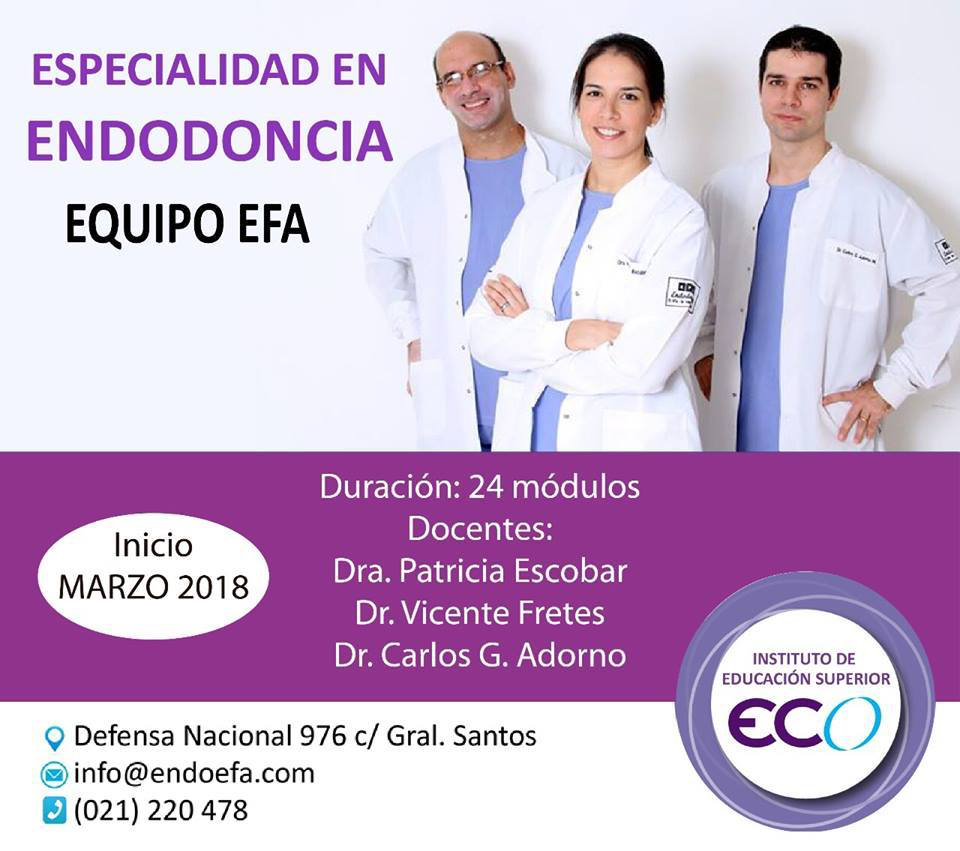 ESPECIALIDAD EN
ENDODONCIA
EQUIPO EFA
Duración: 24 módulos
Docentes:
Dra. Patricia Escobar
Dr. Vicente Fretes
Dr. Carlos G. Adorno
Inicio
MARZO 2018
INSTITUTO DE
EDUCACIÓN SUPERIOR
ECO
Defensa Nacional 976 c/ Gral. Santos
info@endoefa.com
(021) 220 478